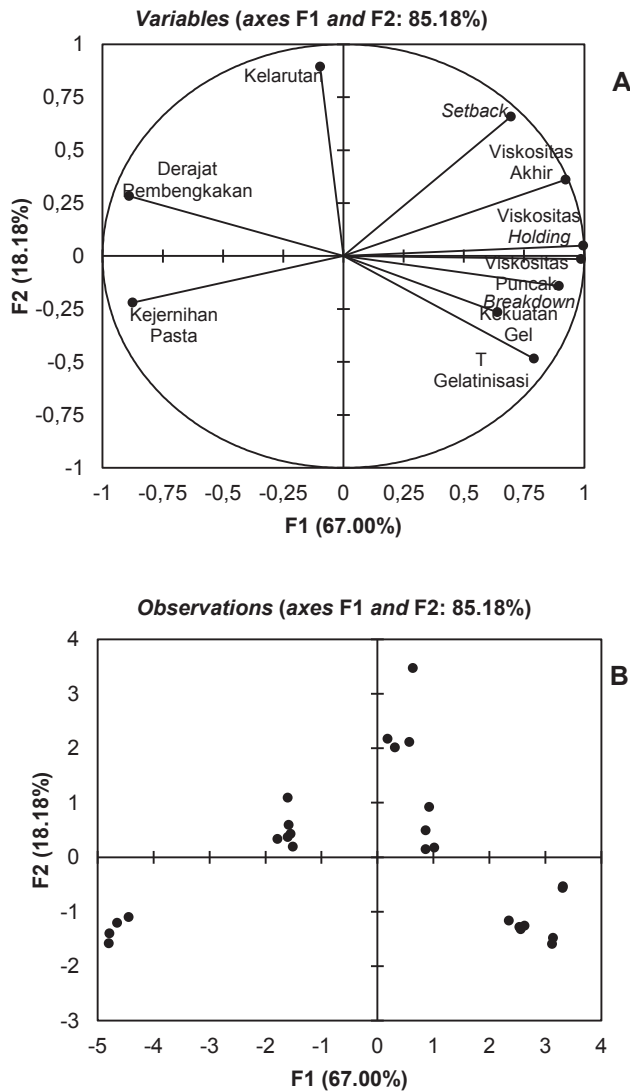 Variables (axes F1 and F2: 85.18%)
A
1
0,75
0,5
0,25
0
-0,25
-0,5
-0,75
-1
F2 (18.18%)
Kelarutan
Setback
Viskositas
Akhir
Derajat
Pembengkakan
Viskositas
Holding
Viskositas
Puncak
Breakdown
Kekuatan
Gel
Kejernihan
Pasta
T
Gelatinisasi
-1 -0,75 -0,5 -0,25 0 0,25 0,5 0,75 1
F1 (67.00%)
Observations (axes F1 and F2: 85.18%)
B
4
3
2
1
0
-1
-2
-3
F2 (18.18%)
-5 -4 -3 -2 -1 0 1 2 3 4
F1 (67.00%)